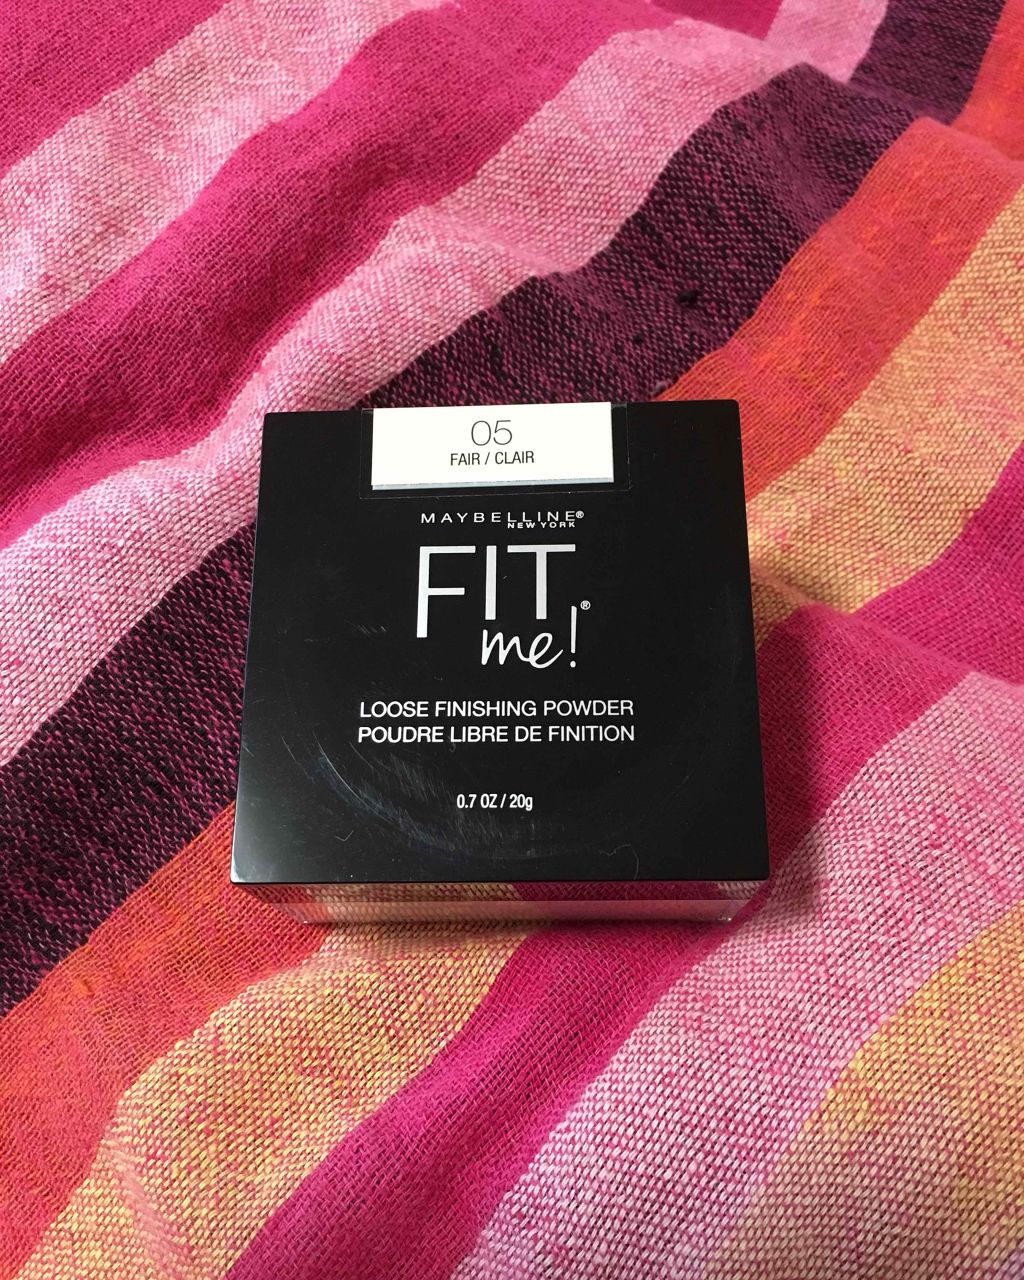 05
FAIR / CLAIR
MAYBELLINE®
NEW YORK
FIT
me!®
LOOSE FINISHING POWDER
POUDRE LIBRE DE FINITION
0.7 OZ / 20g